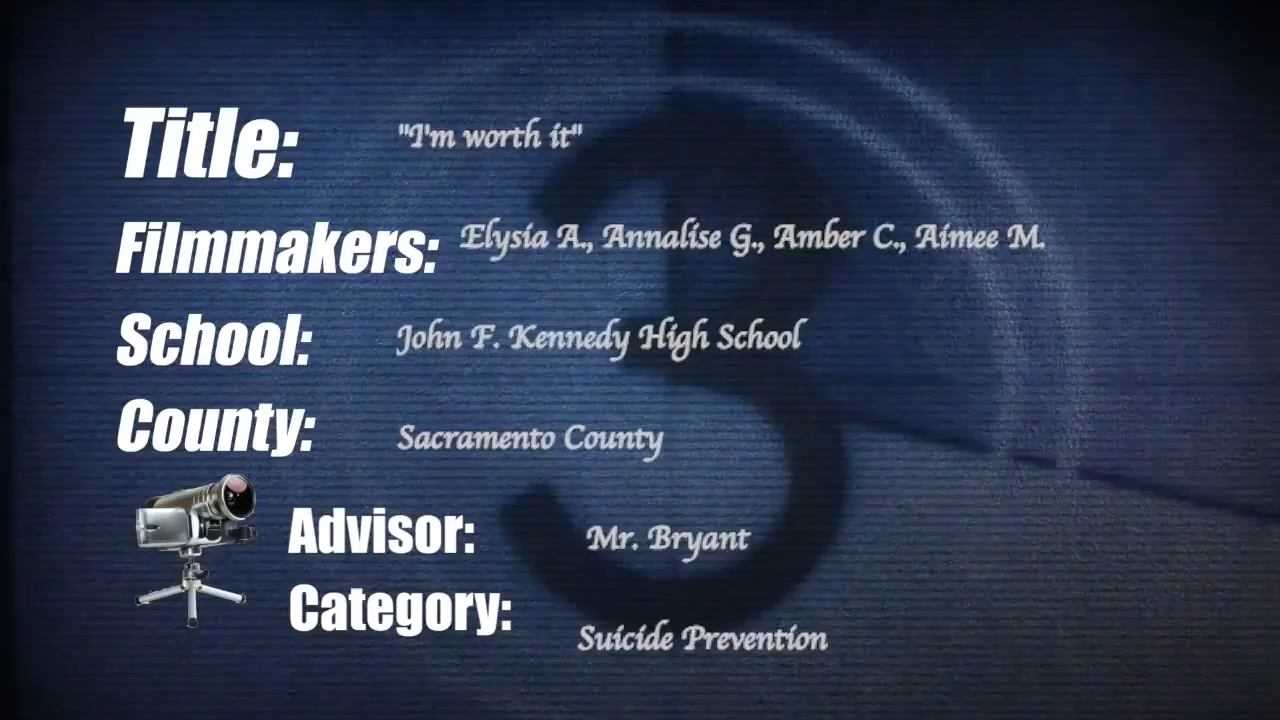 Title: "I'm worth it"
Filmmakers: Elysia A., Annalise G., Amber C., Aimee M.
School: John F. Kennedy High School
County: Sacramento County
Advisor: Mr. Bryant
Category: Suicide Prevention
3